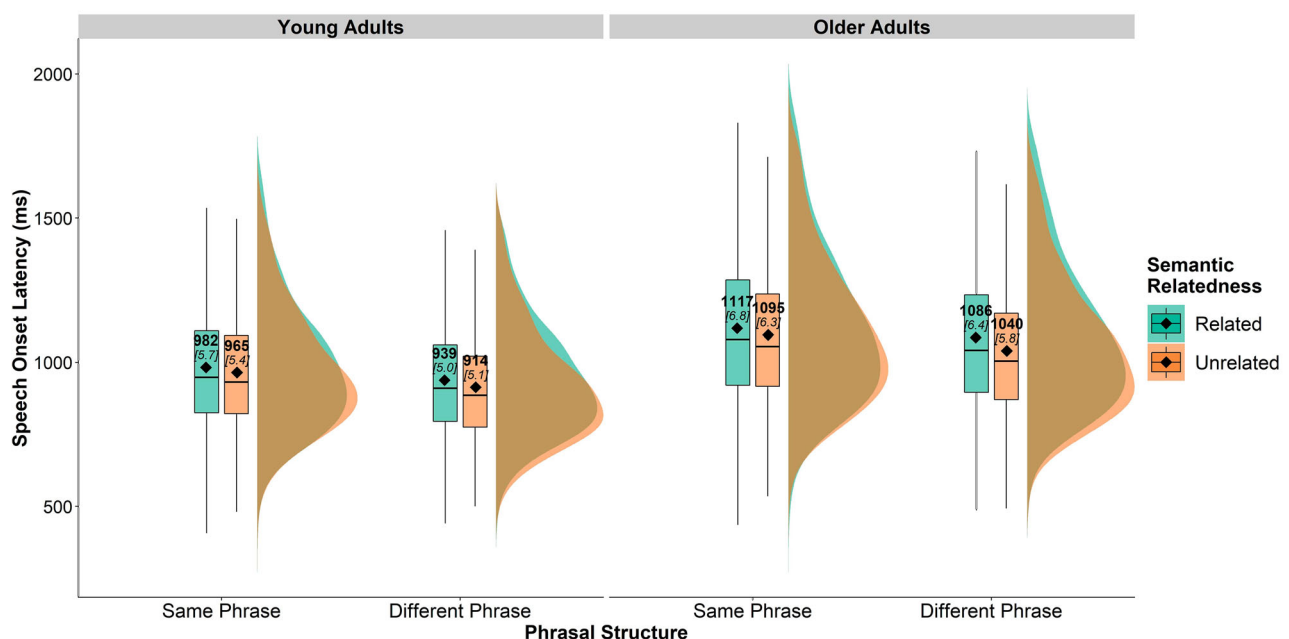 Young Adults
Older Adults
2000
1500
1000
500
Speech Onset Latency (ms)
982
[5.7]
965
[5.4]
939
[5.0]
914
[5.1]
1117
[6.8]
1095
[6.3]
1086
[6.4]
1040
[5.8]
Same Phrase
Different Phrase
Same Phrase
Different Phrase
Phrasal Structure
Semantic
Relatedness
Related
Unrelated